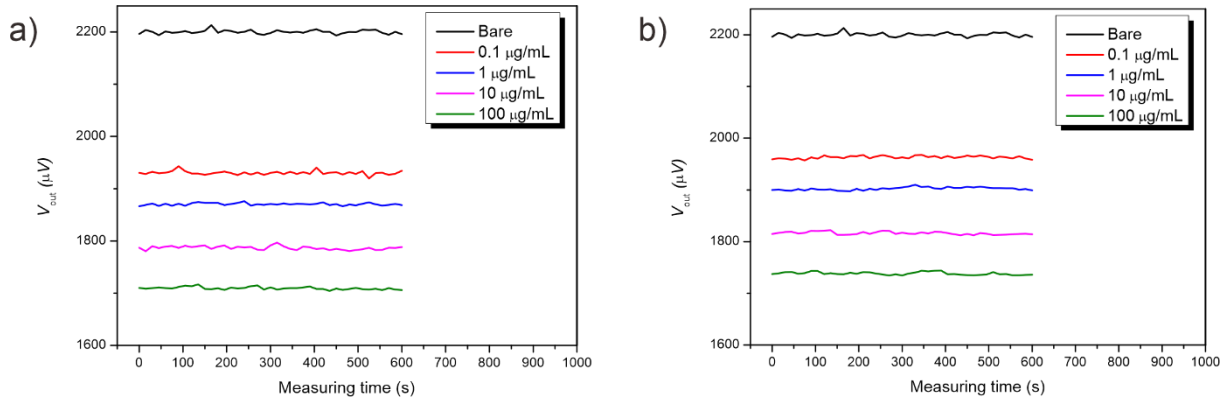 a)
2200
2000
1800
1600
V out (μV)
0 100 200 300 400 500 600 700 800 900 1000
Measuring time (s)
Bare
0.1 μg/mL
1 μg/mL
10 μg/mL
100 μg/mL
b)
2200
2000
1800
1600
V out (μV)
0 100 200 300 400 500 600 700 800 900 1000
Measuring time (s)
Bare
0.1 μg/mL
1 μg/mL
10 μg/mL
100 μg/mL